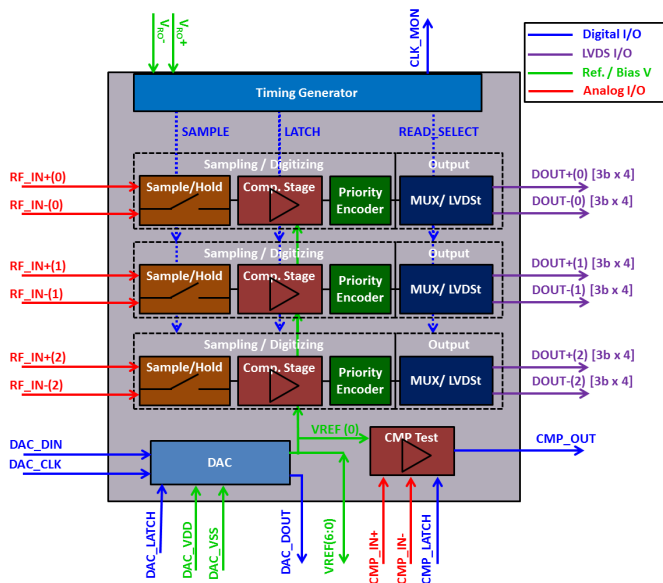 V_RO-
V_RO+
CLK_MON
Digital I/O
LVDS I/O
Ref. / Bias V
Analog I/O
Timing Generator
SAMPLE
LATCH
READ_SELECT
Sampling / Digitizing
Output
RF_IN+(0)
RF_IN-(0)
Sample/Hold
Comp. Stage
Priority
Encoder
MUX/ LVDSt
DOUT+(0) [3b x 4]
DOUT-(0) [3b x 4]
Sampling / Digitizing
Output
RF_IN+(1)
RF_IN-(1)
Sample/Hold
Comp. Stage
Priority
Encoder
MUX/ LVDSt
DOUT+(1) [3b x 4]
DOUT-(1) [3b x 4]
Sampling / Digitizing
Output
RF_IN+(2)
RF_IN-(2)
Sample/Hold
Comp. Stage
Priority
Encoder
MUX/ LVDSt
DOUT+(2) [3b x 4]
DOUT-(2) [3b x 4]
VREF (0)
DAC_DIN
DAC_CLK
DAC
CMP Test
CMP_OUT
DAC_LATCH
DAC_VDD
DAC_VSS
DAC_DOUT
VREF(6:0)
CMP_IN+
CMP_IN-
CMP_LATCH